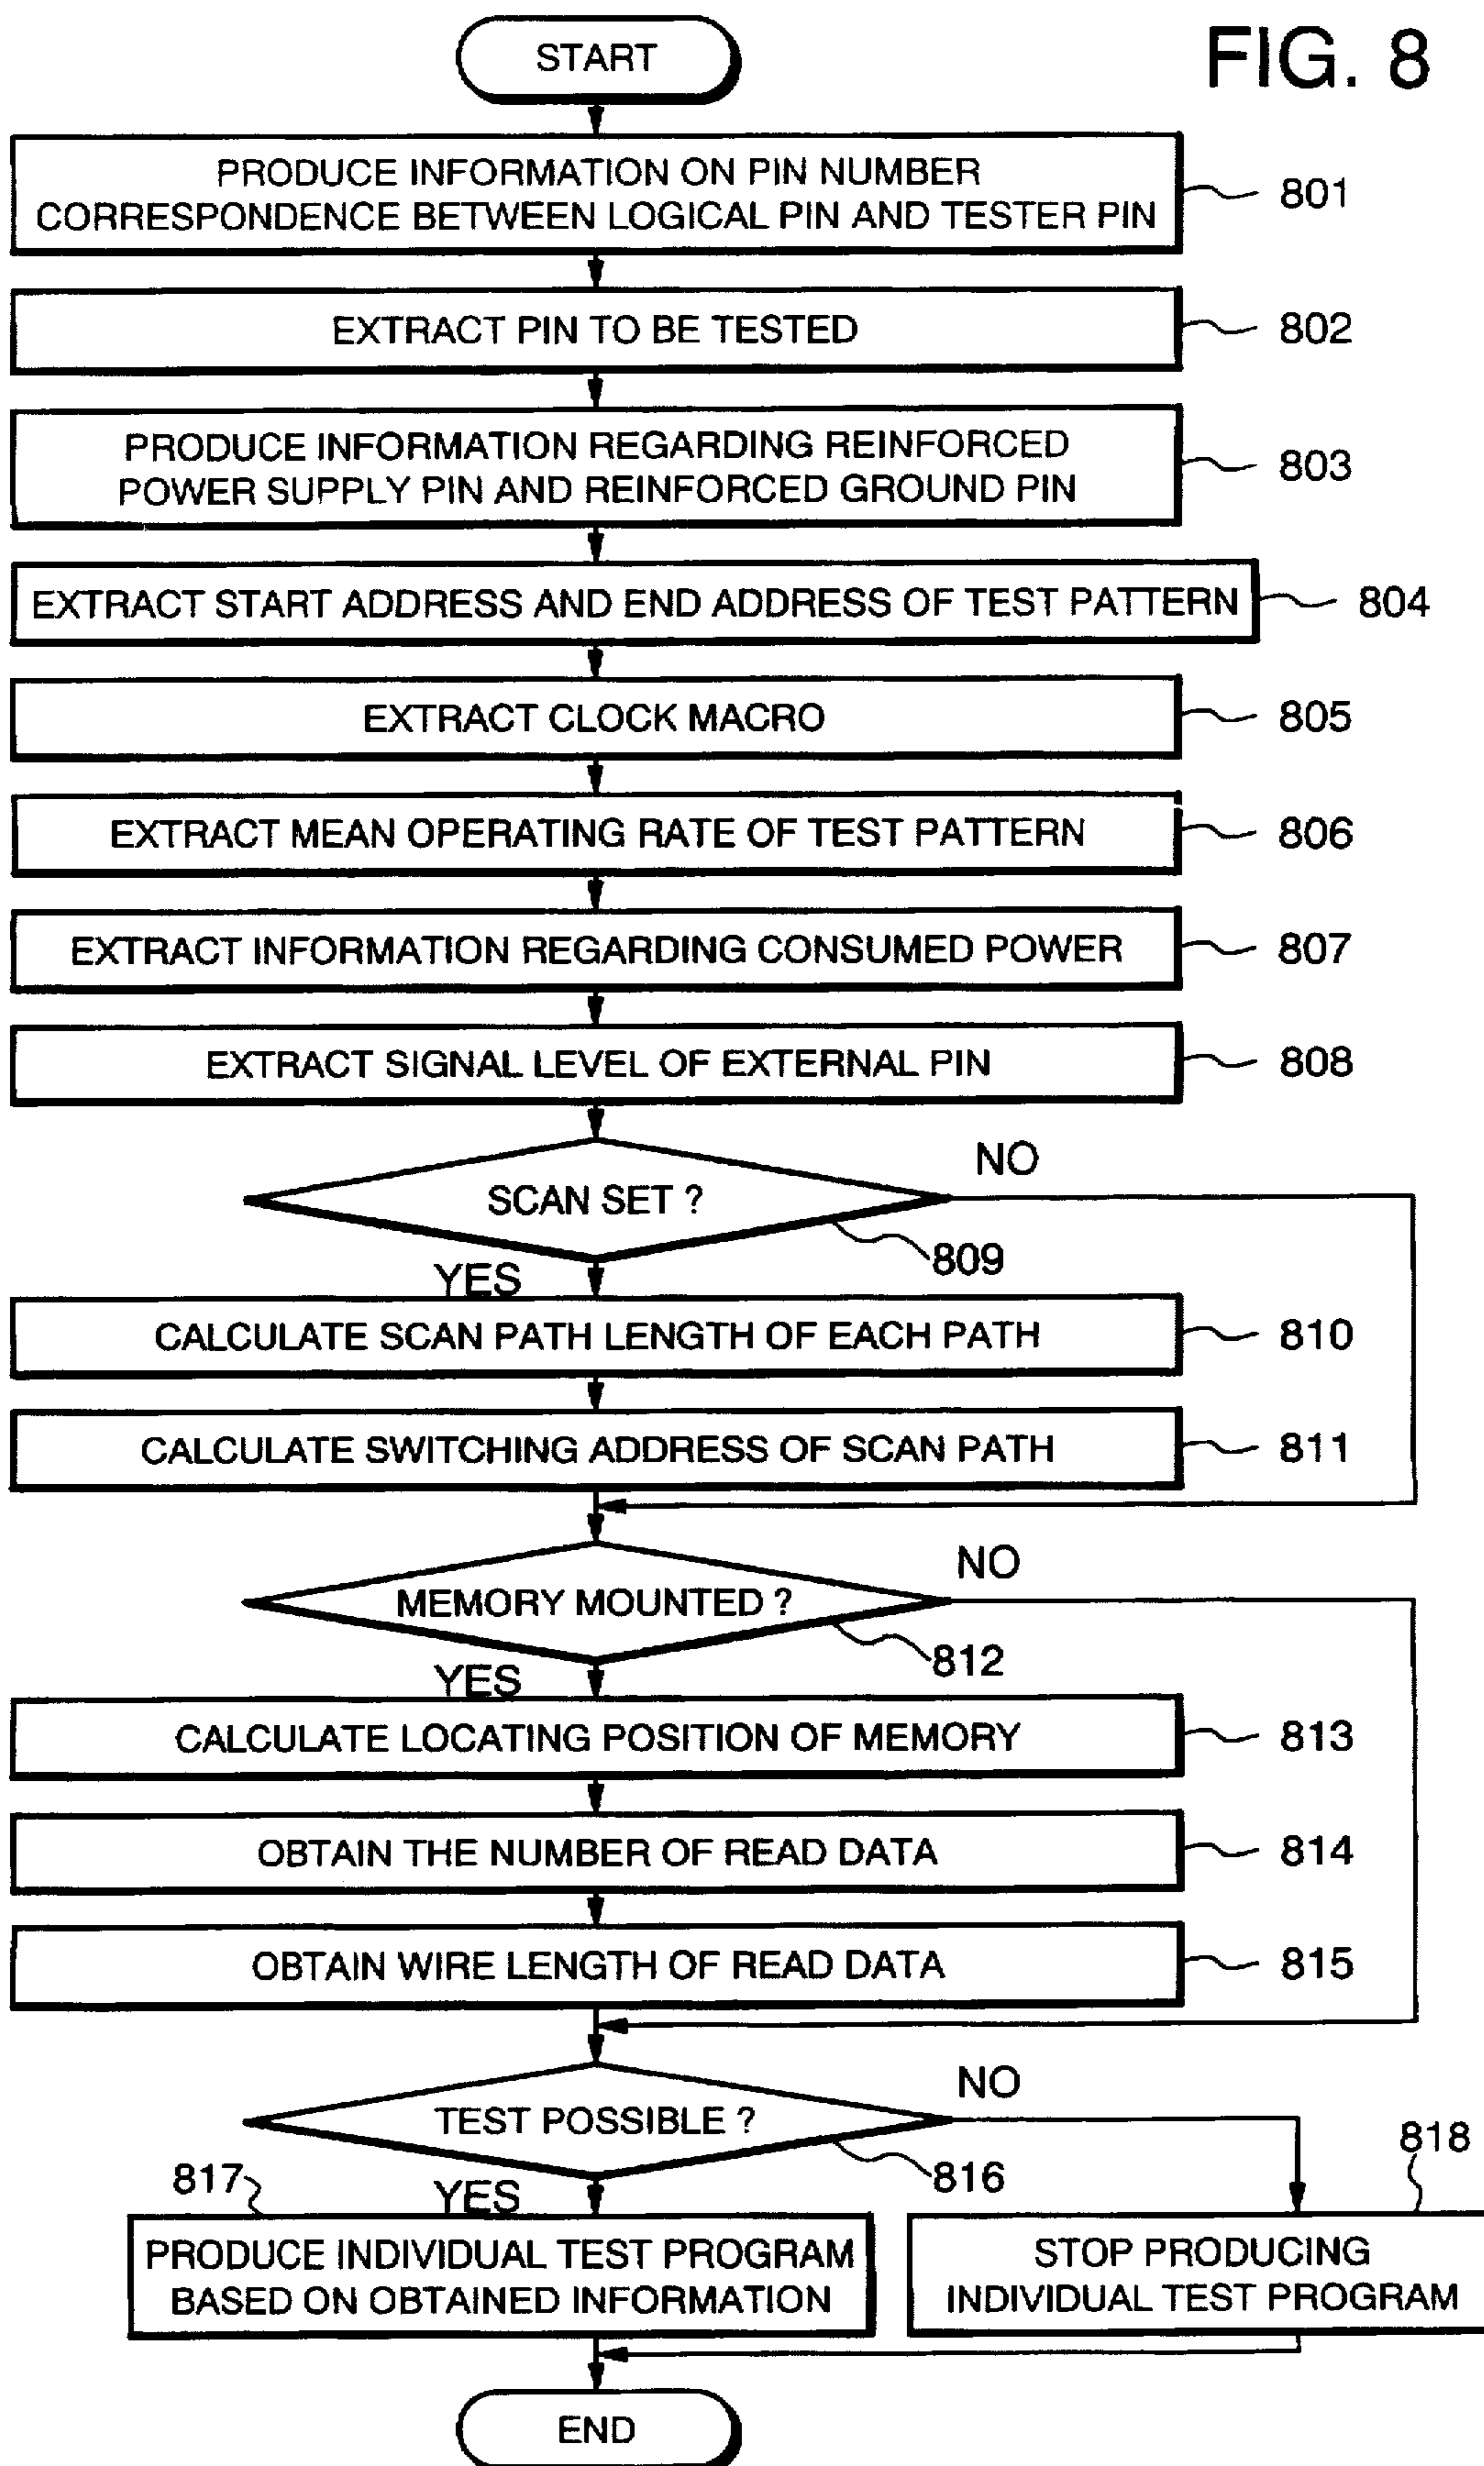 FIG. 8
START
PRODUCE INFORMATION ON PIN NUMBER
CORRESPONDENCE BETWEEN LOGICAL PIN AND TESTER PIN
801
EXTRACT PIN TO BE TESTED
802
PRODUCE INFORMATION REGARDING REINFORCED
POWER SUPPLY PIN AND REINFORCED GROUND PIN
803
EXTRACT START ADDRESS AND END ADDRESS OF TEST PATTERN
804
EXTRACT CLOCK MACRO
805
EXTRACT MEAN OPERATING RATE OF TEST PATTERN
806
EXTRACT INFORMATION REGARDING CONSUMED POWER
807
EXTRACT SIGNAL LEVEL OF EXTERNAL PIN
808
NO
SCAN SET ?
809
YES
CALCULATE SCAN PATH LENGTH OF EACH PATH
810
CALCULATE SWITCHING ADDRESS OF SCAN PATH
811
NO
MEMORY MOUNTED ?
812
YES
CALCULATE LOCATING POSITION OF MEMORY
813
OBTAIN THE NUMBER OF READ DATA
814
OBTAIN WIRE LENGTH OF READ DATA
815
NO
TEST POSSIBLE ?
816
817
YES
818
PRODUCE INDIVIDUAL TEST PROGRAM
BASED ON OBTAINED INFORMATION
STOP PRODUCING
INDIVIDUAL TEST PROGRAM
END